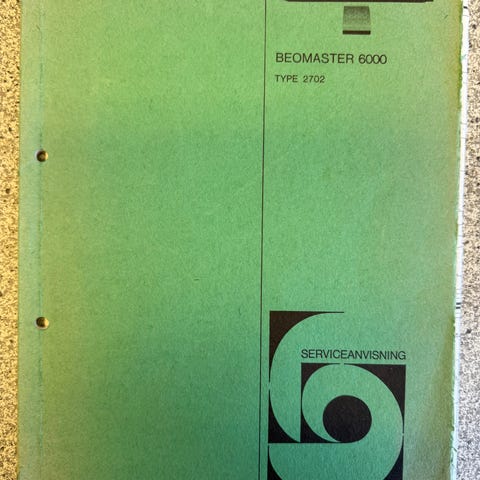 BEOMASTER 6000
TYPE 2702
SERVICEANVISNING